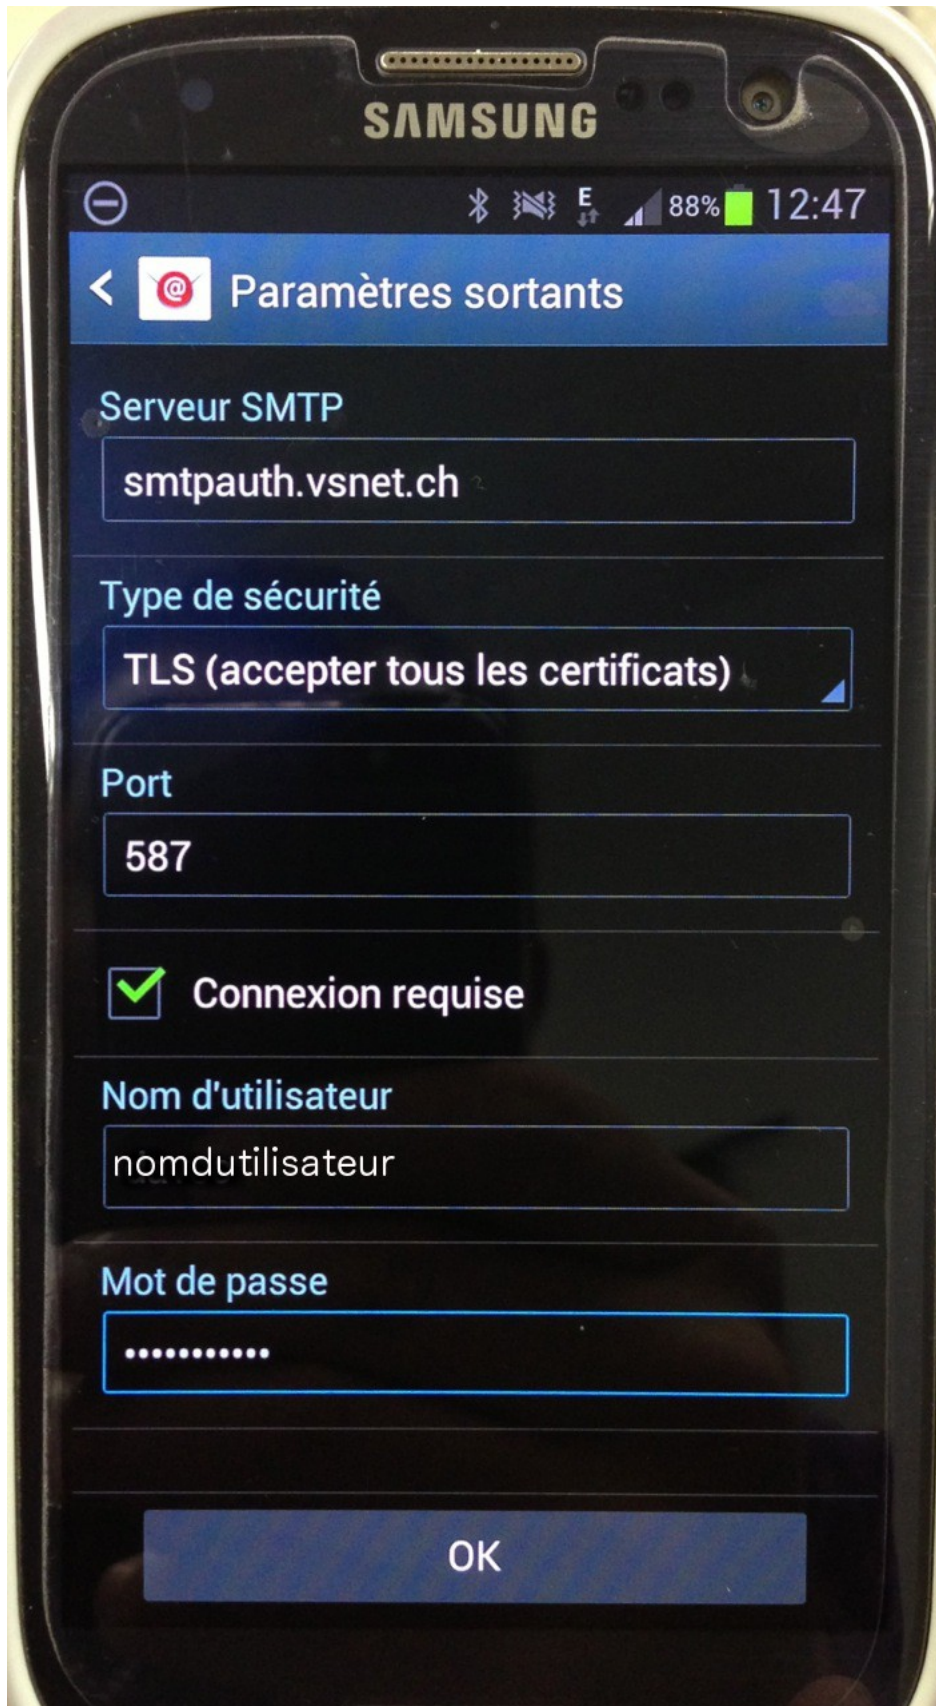 SAMSUNG
E 88% 12:47
@ Paramètres sortants
Serveur SMTP
smtpauth.vsnet.ch
Type de sécurité
TLS (accepter tous les certificats)
Port
587
Connexion requise
Nom d'utilisateur
nomdutilisateur
Mot de passe
•••••••••••
OK